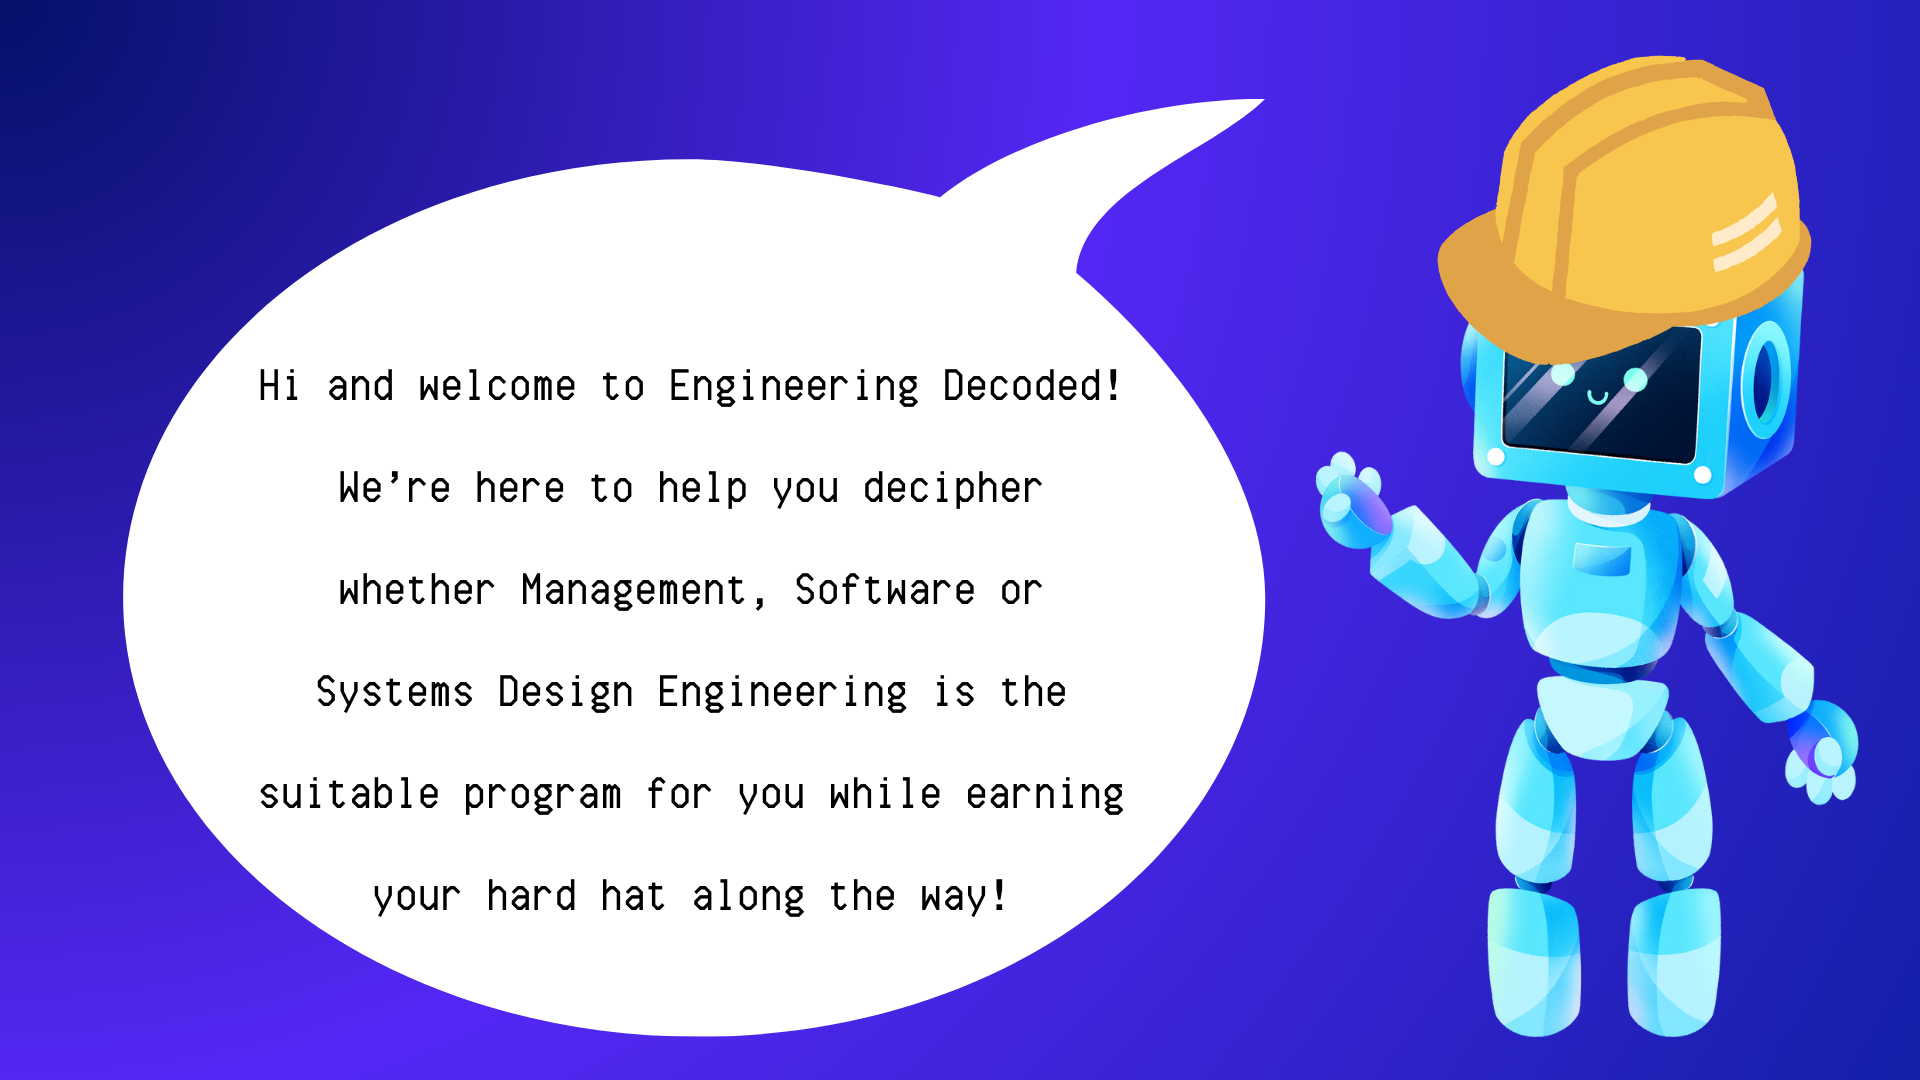 Hi and welcome to Engineering Decoded!
We’re here to help you decipher
whether Management, Software or
Systems Design Engineering is the
suitable program for you while earning
your hard hat along the way!